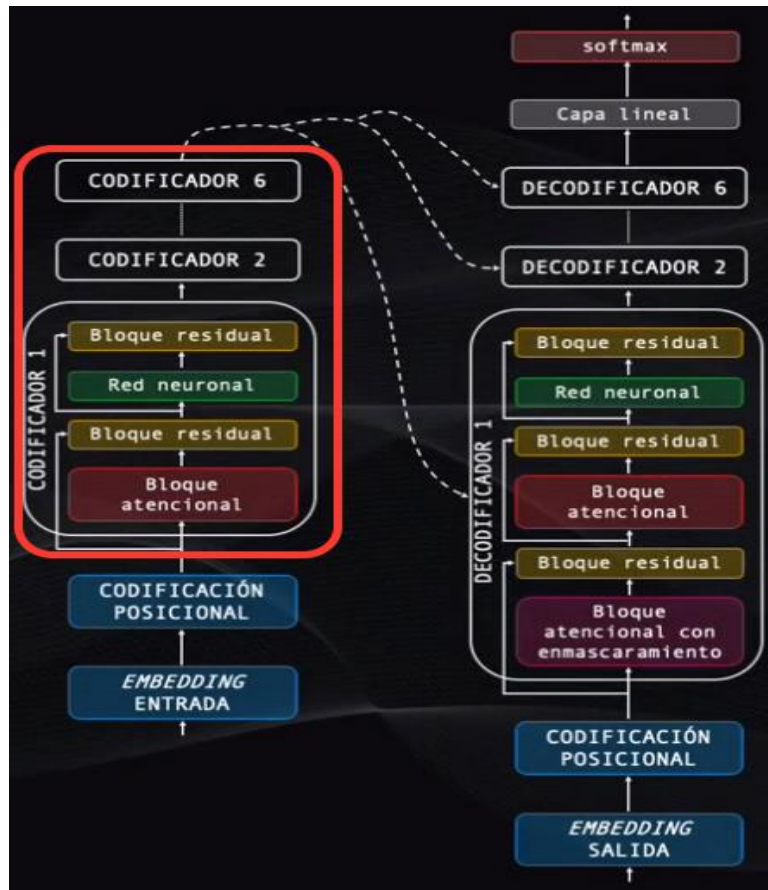 softmax
Capa lineal
CODIFICADOR 6
DECODIFICADOR 6
CODIFICADOR 2
DECODIFICADOR 2
CODIFICADOR 1
Bloque residual
Red neuronal
Bloque residual
Bloque
atencional
CODIFICACIÓN
POSICIONAL
EMBEDDING
ENTRADA
DECODIFICADOR 1
Bloque residual
Red neuronal
Bloque residual
Bloque
atencional
Bloque residual
Bloque
atencional con
enmascaramiento
CODIFICACIÓN
POSICIONAL
EMBEDDING
SALIDA